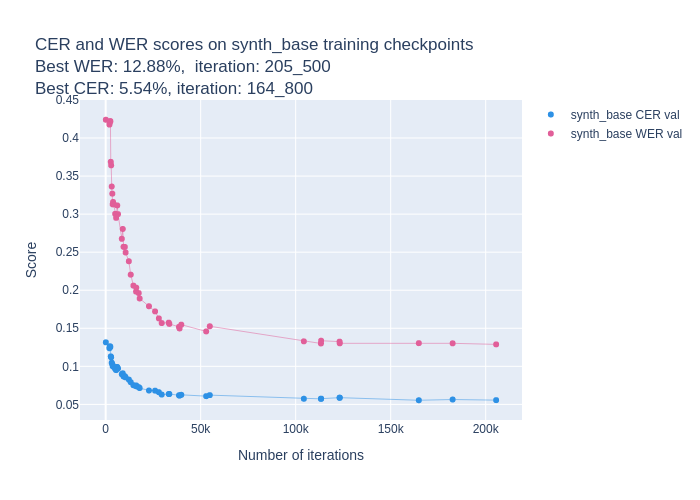 CER and WER scores on synth_base training checkpoints
Best WER: 12.88%,  iteration: 205_500
Best CER: 5.54%, iteration: 164_800
synth_base CER val
synth_base WER val
0.45
0.4
0.35
0.3
0.25
0.2
0.15
0.1
0.05
Score
0
50k
100k
150k
200k
Number of iterations